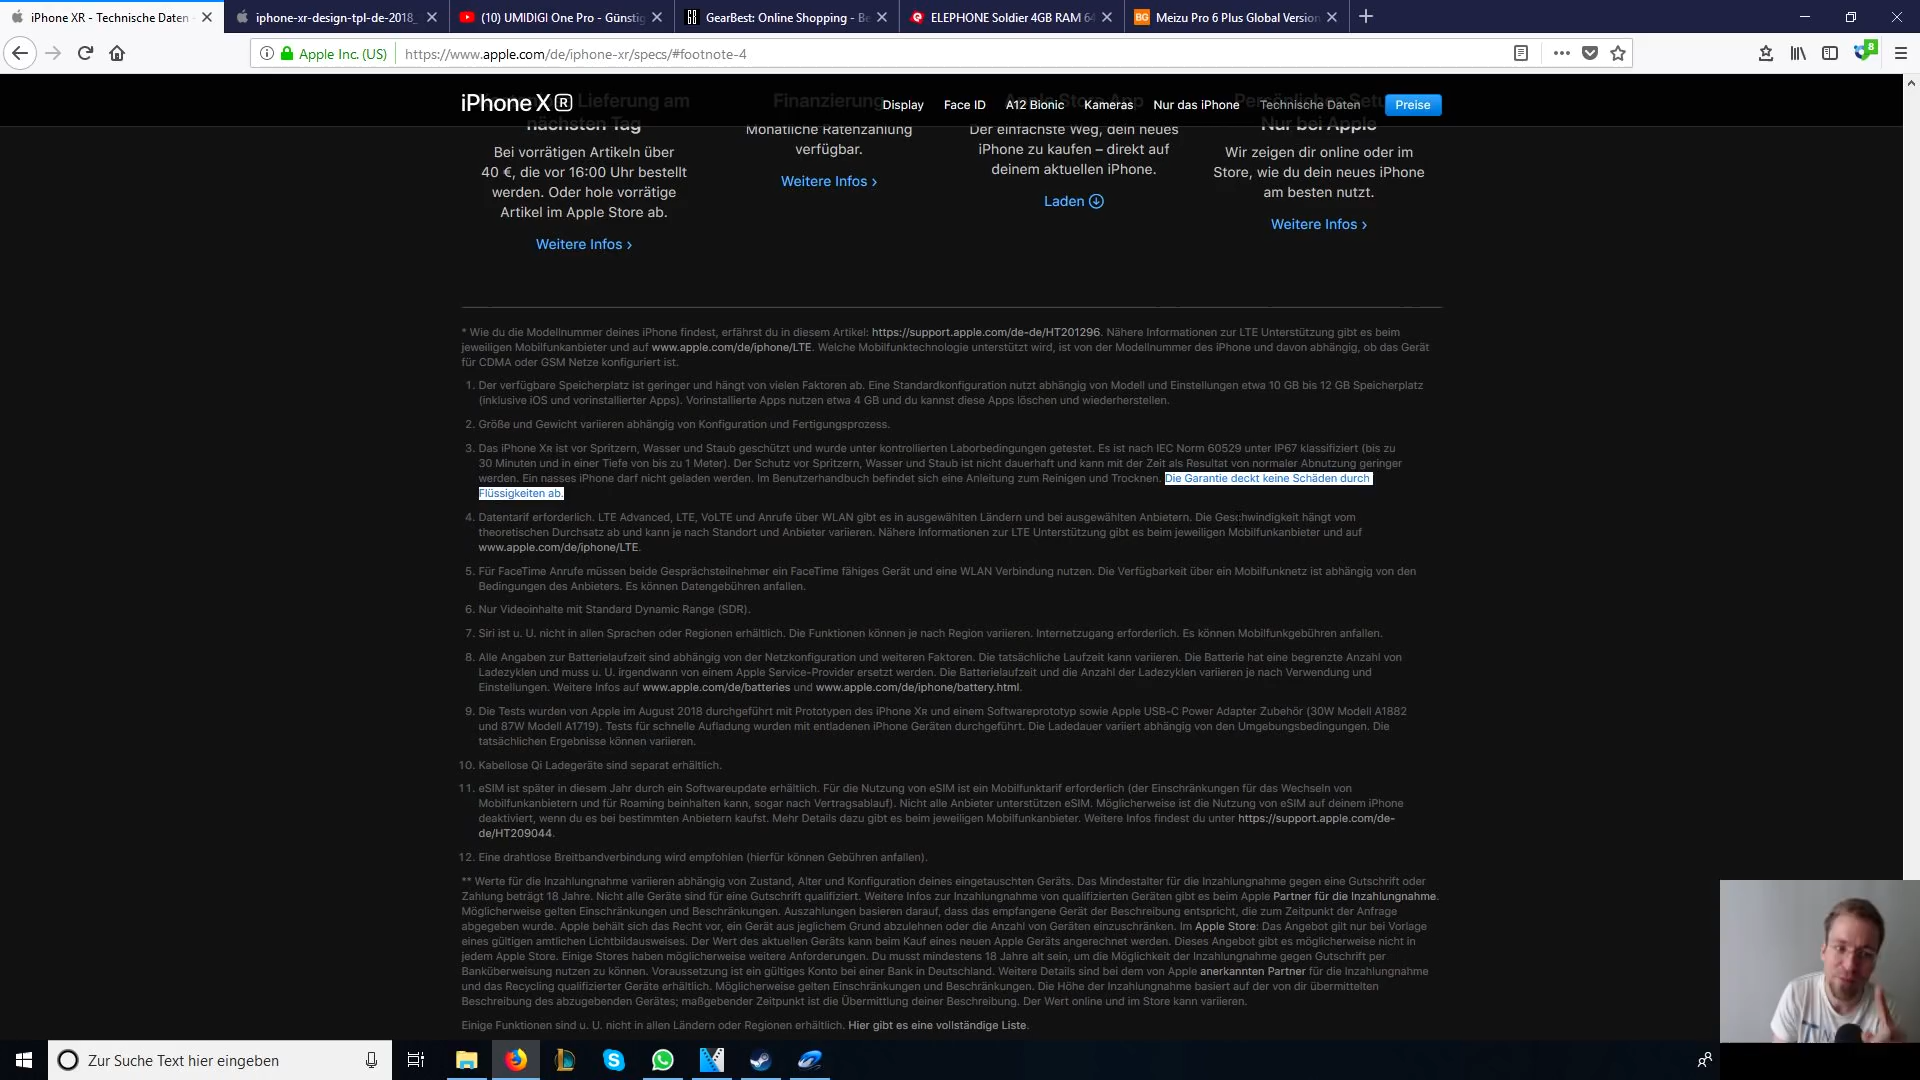 iPhone XR - Technische Daten -
iphone-xr-design-tpl-de-2018_
(10) UMIDIGI One Pro - Günstig
GearBest: Online Shopping - Be
ELEPHONE Soldier 4GB RAM 64
Meizu Pro 6 Plus Global Version
Apple Inc. (US)
https://www.apple.com/de/iphone-xr/specs/#footnote-4
8
iPhone XR
Display
Face ID
A12 Bionic
Kameras
Nur das iPhone
Technische Daten
Preise
Lieferung am
nächsten Tag
Bei vorrätigen Artikeln über
40 €, die vor 16:00 Uhr bestellt
werden. Oder hole vorrätige
Artikel im Apple Store ab.
Weitere Infos ›
Finanzierung
Monatliche Ratenzahlung
verfügbar.
Weitere Infos ›
Apple Store App
Der einfachste Weg, dein neues
iPhone zu kaufen – direkt auf
deinem aktuellen iPhone.
Laden
Persönliches Setup
Nur bei Apple
Wir zeigen dir online oder im
Store, wie du dein neues iPhone
am besten nutzt.
Weitere Infos ›
* Wie du die Modellnummer deines iPhone findest, erfährst du in diesem Artikel: https://support.apple.com/de-de/HT201296. Nähere Informationen zur LTE Unterstützung gibt es beim
jeweiligen Mobilfunkanbieter und auf www.apple.com/de/iphone/LTE. Welche Mobilfunktechnologie unterstützt wird, ist von der Modellnummer des iPhone und davon abhängig, ob das Gerät
für CDMA oder GSM Netze konfiguriert ist.
1. Der verfügbare Speicherplatz ist geringer und hängt von vielen Faktoren ab. Eine Standardkonfiguration nutzt abhängig von Modell und Einstellungen etwa 10 GB bis 12 GB Speicherplatz
(inklusive iOS und vorinstallierter Apps). Vorinstallierte Apps nutzen etwa 4 GB und du kannst diese Apps löschen und wiederherstellen.
2. Größe und Gewicht variieren abhängig von Konfiguration und Fertigungsprozess.
3. Das iPhone XR ist vor Spritzern, Wasser und Staub geschützt und wurde unter kontrollierten Laborbedingungen getestet. Es ist nach IEC Norm 60529 unter IP67 klassifiziert (bis zu
30 Minuten und in einer Tiefe von bis zu 1 Meter). Der Schutz vor Spritzern, Wasser und Staub ist nicht dauerhaft und kann mit der Zeit als Resultat von normaler Abnutzung geringer
werden. Ein nasses iPhone darf nicht geladen werden. Im Benutzerhandbuch befindet sich eine Anleitung zum Reinigen und Trocknen. Die Garantie deckt keine Schäden durch
Flüssigkeiten ab.
4. Datentarif erforderlich. LTE Advanced, LTE, VoLTE und Anrufe über WLAN gibt es in ausgewählten Ländern und bei ausgewählten Anbietern. Die Geschwindigkeit hängt vom
theoretischen Durchsatz ab und kann je nach Standort und Anbieter variieren. Nähere Informationen zur LTE Unterstützung gibt es beim jeweiligen Mobilfunkanbieter und auf
www.apple.com/de/iphone/LTE.
5. Für FaceTime Anrufe müssen beide Gesprächsteilnehmer ein FaceTime fähiges Gerät und eine WLAN Verbindung nutzen. Die Verfügbarkeit über ein Mobilfunknetz ist abhängig von den
Bedingungen des Anbieters. Es können Datengebühren anfallen.
6. Nur Videoinhalte mit Standard Dynamic Range (SDR).
7. Siri ist u. U. nicht in allen Sprachen oder Regionen erhältlich. Die Funktionen können je nach Region variieren. Internetzugang erforderlich. Es können Mobilfunkgebühren anfallen.
8. Alle Angaben zur Batterielaufzeit sind abhängig von der Netzkonfiguration und weiteren Faktoren. Die tatsächliche Laufzeit kann variieren. Die Batterie hat eine begrenzte Anzahl von
Ladezyklen und muss u. U. irgendwann von einem Apple Service-Provider ersetzt werden. Die Batterielaufzeit und die Anzahl der Ladezyklen variieren je nach Verwendung und
Einstellungen. Weitere Infos auf www.apple.com/de/batteries und www.apple.com/de/iphone/battery.html.
9. Die Tests wurden von Apple im August 2018 durchgeführt mit Prototypen des iPhone XR und einem Softwareprototyp sowie Apple USB-C Power Adapter Zubehör (30W Modell A1882
und 87W Modell A1719). Tests für schnelle Aufladung wurden mit entladenen iPhone Geräten durchgeführt. Die Ladedauer variiert abhängig von den Umgebungsbedingungen. Die
tatsächlichen Ergebnisse können variieren.
10. Kabellose Qi Ladegeräte sind separat erhältlich.
11. eSIM ist später in diesem Jahr durch ein Softwareupdate erhältlich. Für die Nutzung von eSIM ist ein Mobilfunktarif erforderlich (der Einschränkungen für das Wechseln von
Mobilfunkanbietern und für Roaming beinhalten kann, sogar nach Vertragsablauf). Nicht alle Anbieter unterstützen eSIM. Möglicherweise ist die Nutzung von eSIM auf deinem iPhone
deaktiviert, wenn du es bei bestimmten Anbietern kaufst. Mehr Details dazu gibt es beim jeweiligen Mobilfunkanbieter. Weitere Infos findest du unter https://support.apple.com/de-
de/HT209044.
12. Eine drahtlose Breitbandverbindung wird empfohlen (hierfür können Gebühren anfallen).
** Werte für die Inzahlungnahme variieren abhängig von Zustand, Alter und Konfiguration deines eingetauschten Geräts. Das Mindestalter für die Inzahlungnahme gegen eine Gutschrift oder
Zahlung beträgt 18 Jahre. Nicht alle Geräte sind für eine Gutschrift qualifiziert. Weitere Infos zur Inzahlungnahme von qualifizierten Geräten gibt es beim Apple Partner für die Inzahlungnahme.
Möglicherweise gelten Einschränkungen und Beschränkungen. Auszahlungen basieren darauf, dass das empfangene Gerät der Beschreibung entspricht, die zum Zeitpunkt der Anfrage
abgegeben wurde. Apple behält sich das Recht vor, ein Gerät aus jeglichem Grund abzulehnen oder die Anzahl von Geräten einzuschränken. Im Apple Store: Das Angebot gilt nur bei Vorlage
eines gültigen amtlichen Lichtbildausweises. Der Wert des aktuellen Geräts kann beim Kauf eines neuen Apple Geräts angerechnet werden. Dieses Angebot gibt es möglicherweise nicht in
jedem Apple Store. Einige Stores haben möglicherweise weitere Anforderungen. Du musst mindestens 18 Jahre alt sein, um die Möglichkeit der Inzahlungnahme gegen Gutschrift per
Banküberweisung nutzen zu können. Voraussetzung ist ein gültiges Konto bei einer Bank in Deutschland. Weitere Details sind bei dem von Apple anerkannten Partner für die Inzahlungnahme
und das Recycling qualifizierter Geräte erhältlich. Möglicherweise gelten Einschränkungen und Beschränkungen. Die Höhe der Inzahlungnahme basiert auf der von dir übermittelten
Beschreibung des abzugebenden Gerätes; maßgebender Zeitpunkt ist die Übermittlung deiner Beschreibung. Der Wert online und im Store kann variieren.
Einige Funktionen sind u. U. nicht in allen Ländern oder Regionen erhältlich. Hier gibt es eine vollständige Liste.
Zur Suche Text hier eingeben